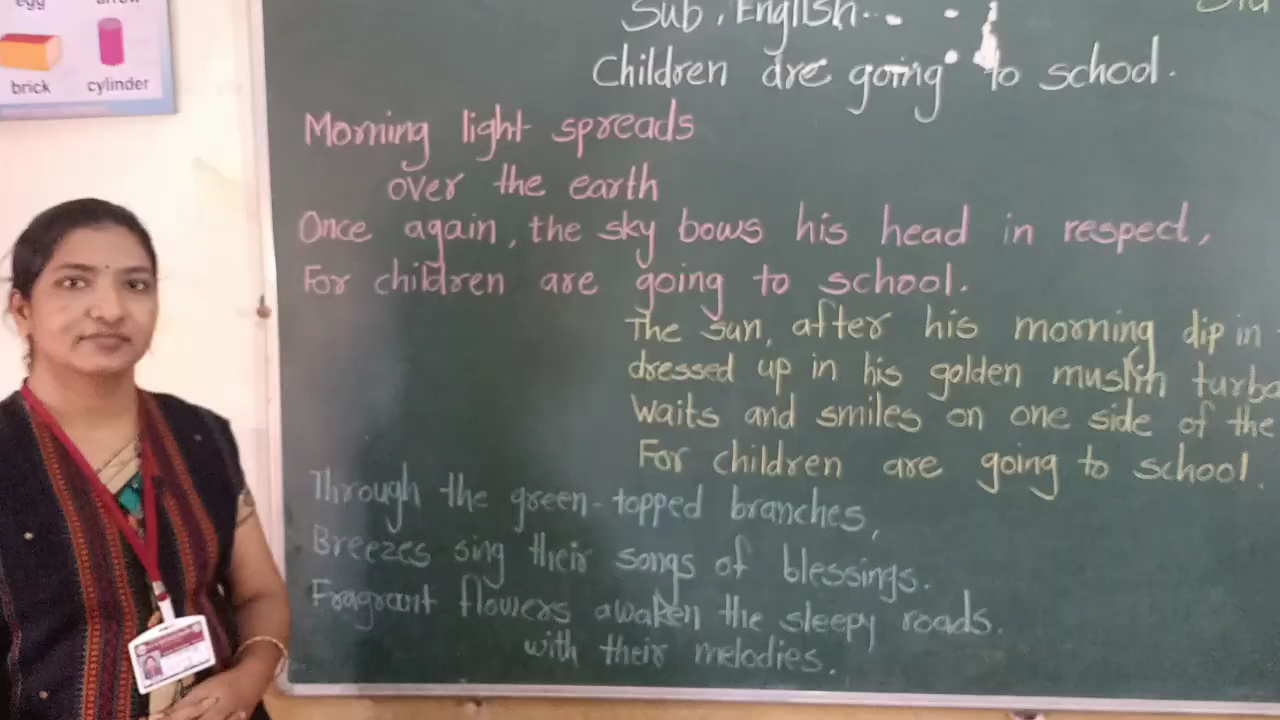 egg arrow
brick cylinder
Sub, English..
Children are going to school.
Morning light spreads
over the earth
Once again, the sky bows his head in respect,
For children are going to school.
The sun, after his morning dip in
dressed up in his golden muslin
Waits and smiles on one side of the
For children are going to school.
Through the green-topped branches,
Breezes sing their songs of blessings.
Fragrant flowers awaken the sleepy roads.
with their melodies.